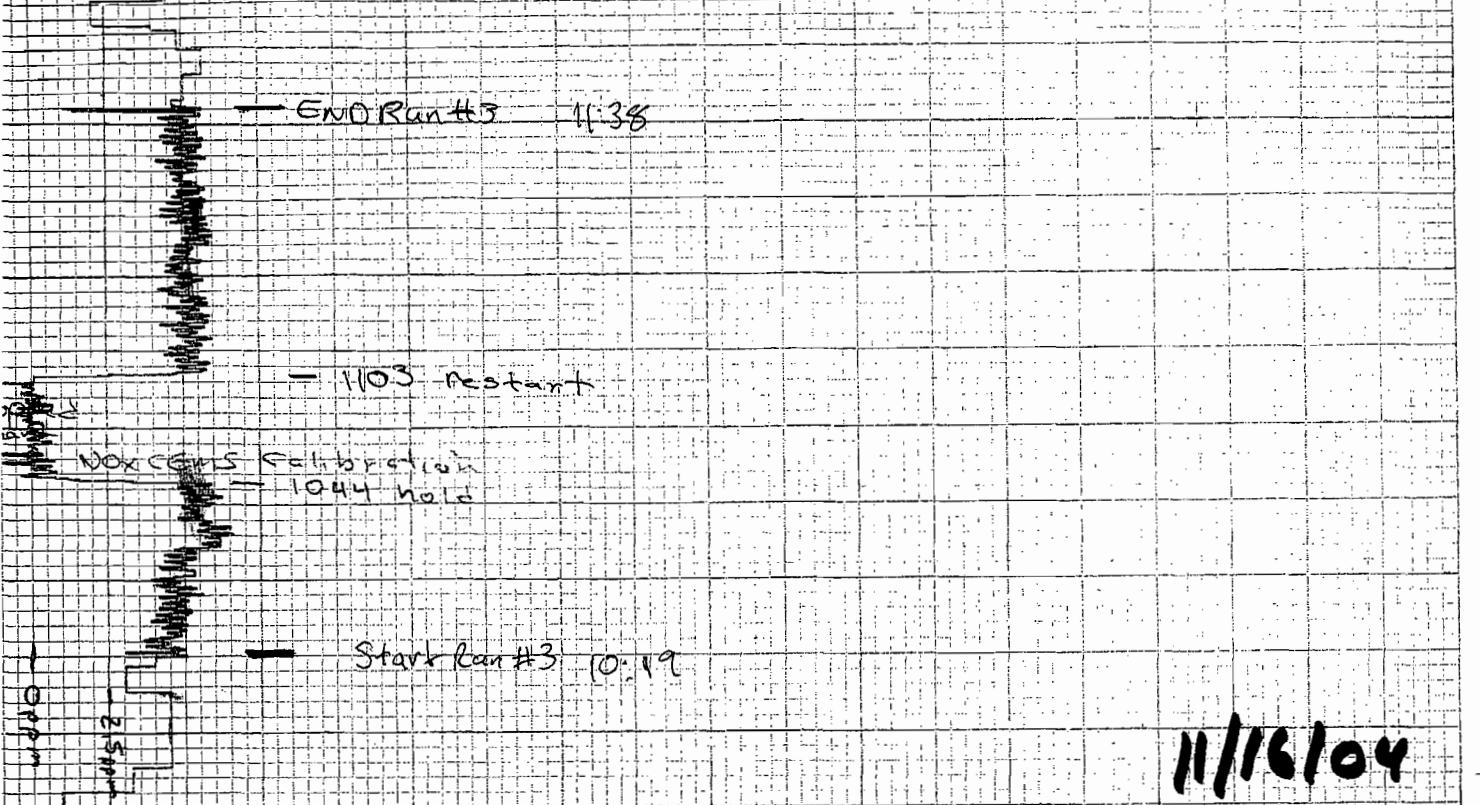 END Run #3 11:38
- 1103 restart
NOx CEMS Calibration
- 1044 hold
Start Run #3 10:19
0 ppm
11/16/04